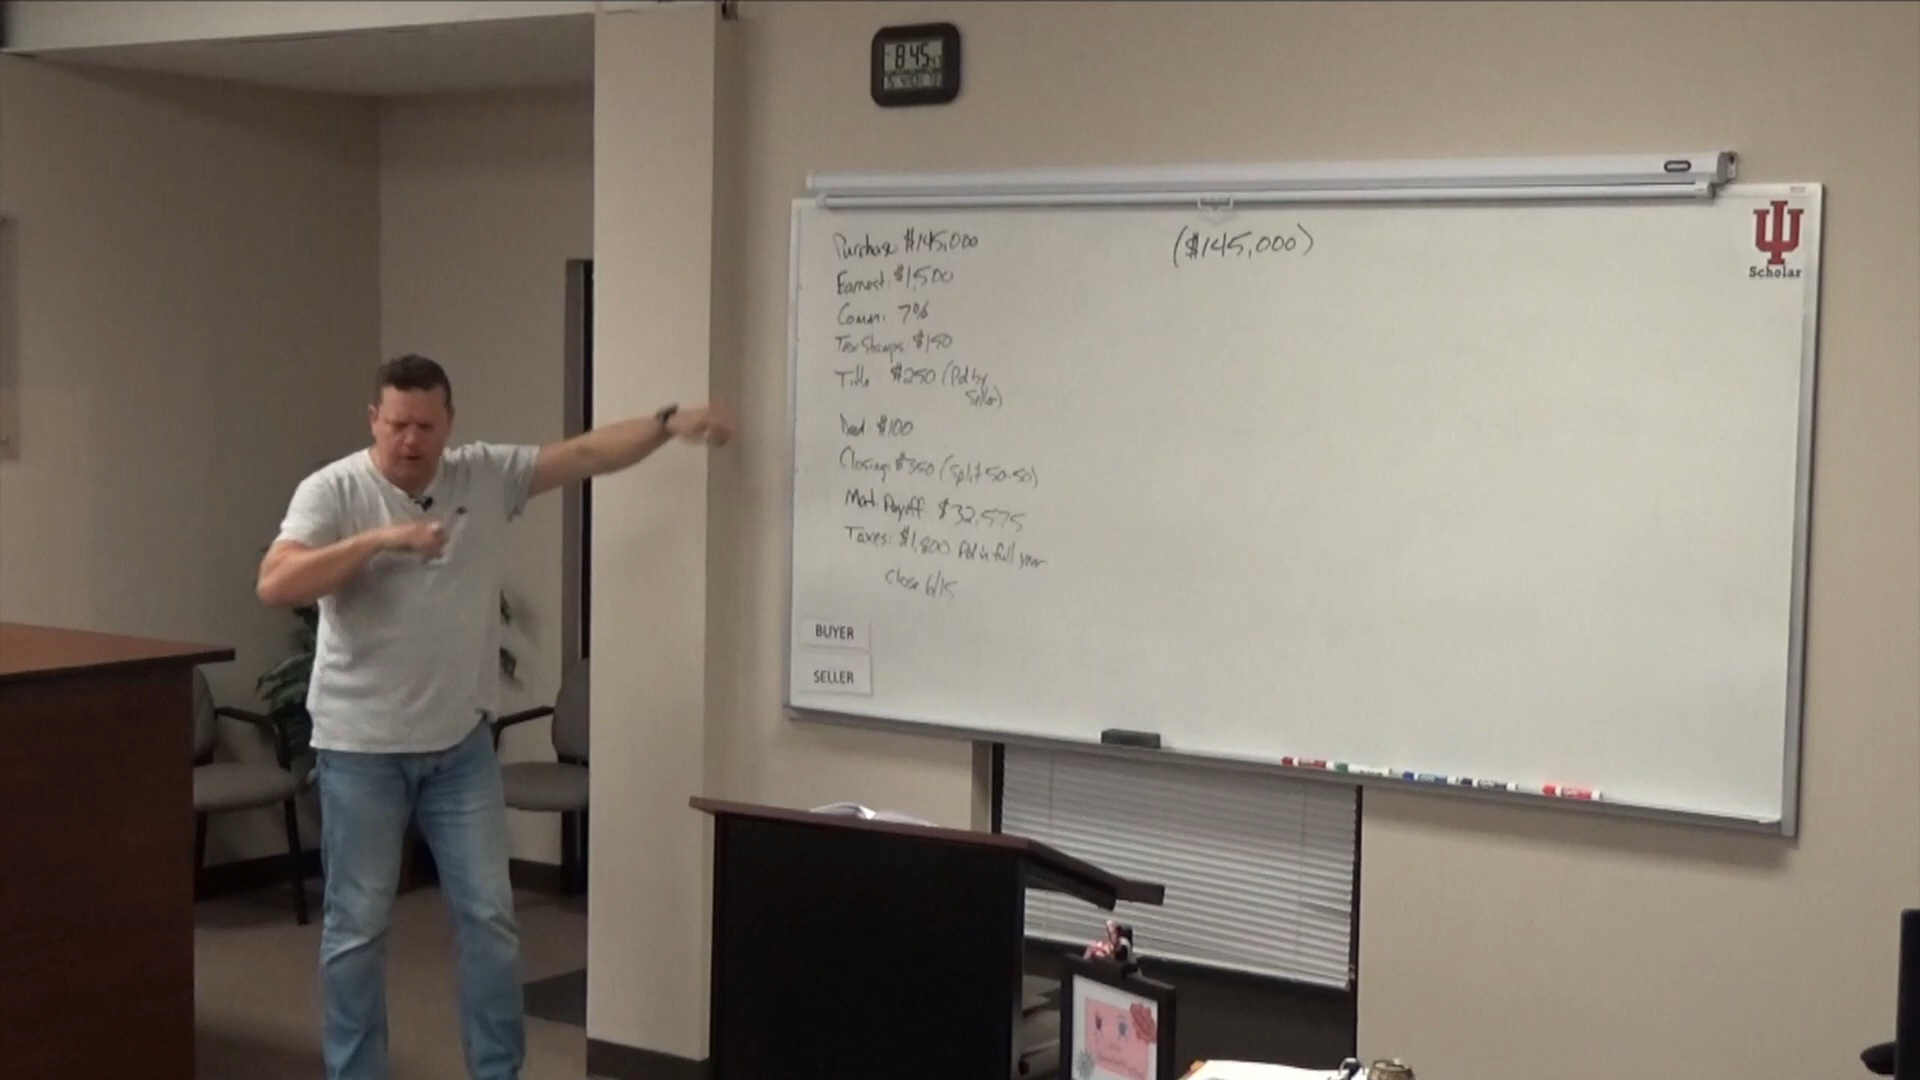 8:45
Purchase $145,000
($145,000)
Earnest: $1,500
Comm: 7%
Tax Stamps: $150
Title $250 (Pd by
Seller)
Deed $100
Closing: $350 (Split 50-50)
Mort. Payoff: $32,575
Taxes: $1,800 Pd in full year
Close 6/15
BUYER
SELLER
Scholar